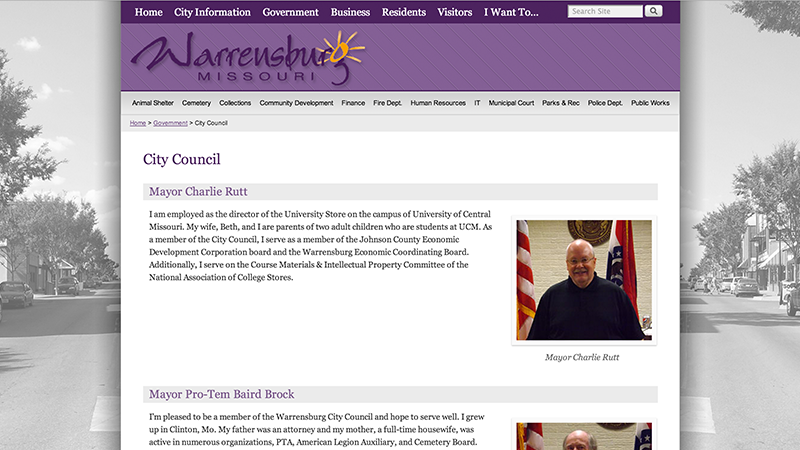 Home City Information Government Business Residents Visitors I Want To... Search Site
Warrensburg
MISSOURI
Animal Shelter Cemetery Collections Community Development Finance Fire Dept. Human Resources IT Municipal Court Parks & Rec Police Dept. Public Works
Home > Government > City Council
City Council
Mayor Charlie Rutt
I am employed as the director of the University Store on the campus of University of Central
Missouri. My wife, Beth, and I are parents of two adult children who are students at UCM. As
a member of the City Council, I serve as a member of the Johnson County Economic
Development Corporation board and the Warrensburg Economic Coordinating Board.
Additionally, I serve on the Course Materials & Intellectual Property Committee of the
National Association of College Stores.
Mayor Charlie Rutt
Mayor Pro-Tem Baird Brock
I'm pleased to be a member of the Warrensburg City Council and hope to serve well. I grew
up in Clinton, Mo. My father was an attorney and my mother, a full-time housewife, was
active in numerous organizations, PTA, American Legion Auxiliary, and Cemetery Board.